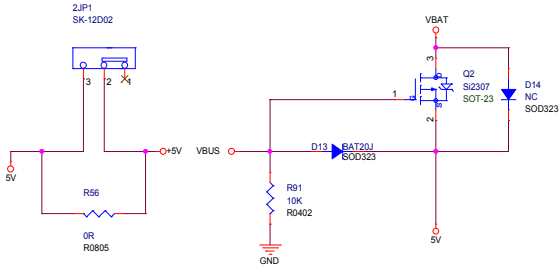 2JP1
SK-12D02
3
2
1
5V
+5V
R56
0R
R0805
VBAT
3
Q2
Si2307
SOT-23
D14
NC
SOD323
1
G
S
2
VBUS
D13
BAT20J
SOD323
R91
10K
R0402
GND
5V